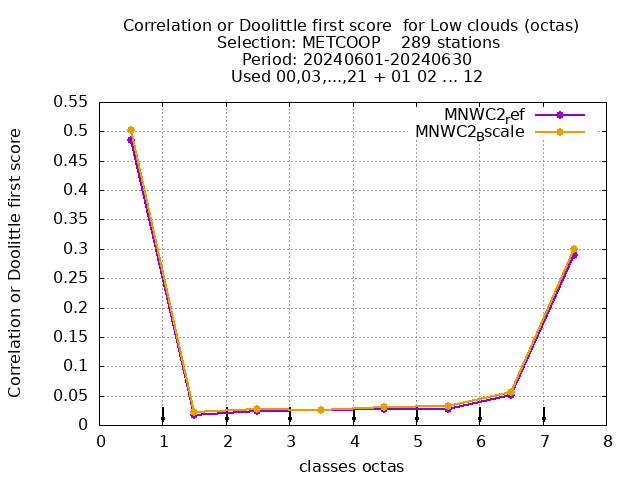 Correlation or Doolittle first score  for Low clouds (octas)
Selection: METCOOP    289 stations
Period: 20240601-20240630
Used 00,03,...,21 + 01 02 ... 12
Correlation or Doolittle first score
0.55
0.5
0.45
0.4
0.35
0.3
0.25
0.2
0.15
0.1
0.05
0
MNWC2ref
MNWC2Bscale
0 1 2 3 4 5 6 7 8
classes octas